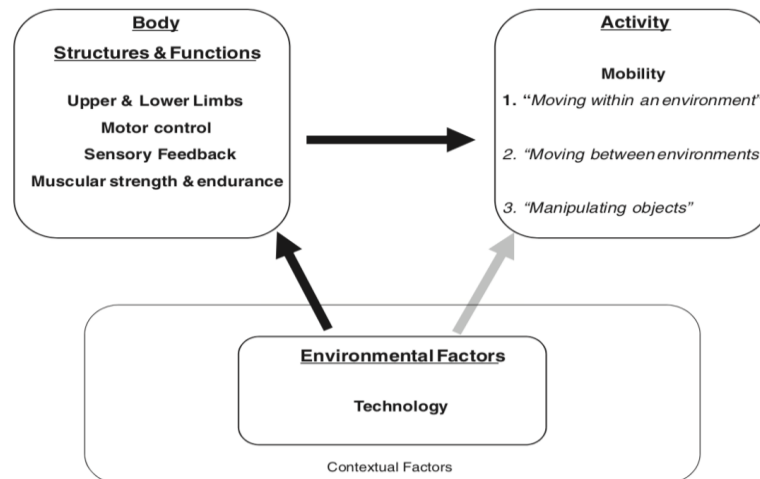 Body
Structures & Functions
Upper & Lower Limbs
Motor control
Sensory Feedback
Muscular strength & endurance
Activity
Mobility
1. “Moving within an environment”
2. “Moving between environments
3. “Manipulating objects”
Environmental Factors
Technology
Contextual Factors